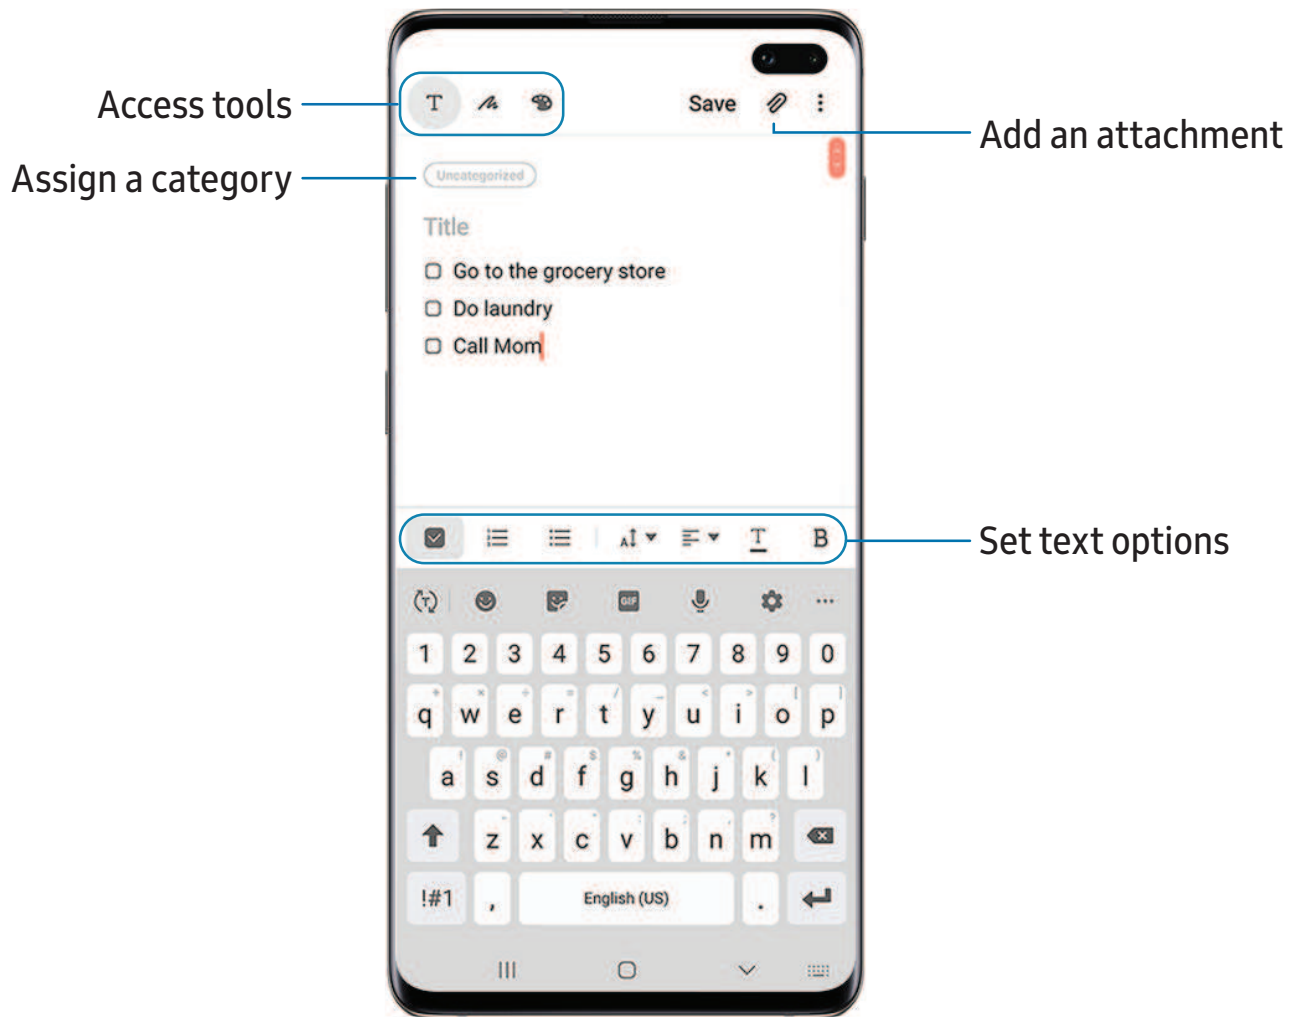 Access tools
T
Save
Add an attachment
Assign a category
Uncategorized
Title
Go to the grocery store
Do laundry
Call Mom
A T B
Set text options
T GIF
1 2 3 4 5 6 7 8 9 0
q w e r t y u i o p
a s d f g h j k l
z x c v b n m
!#1 , English (US) .